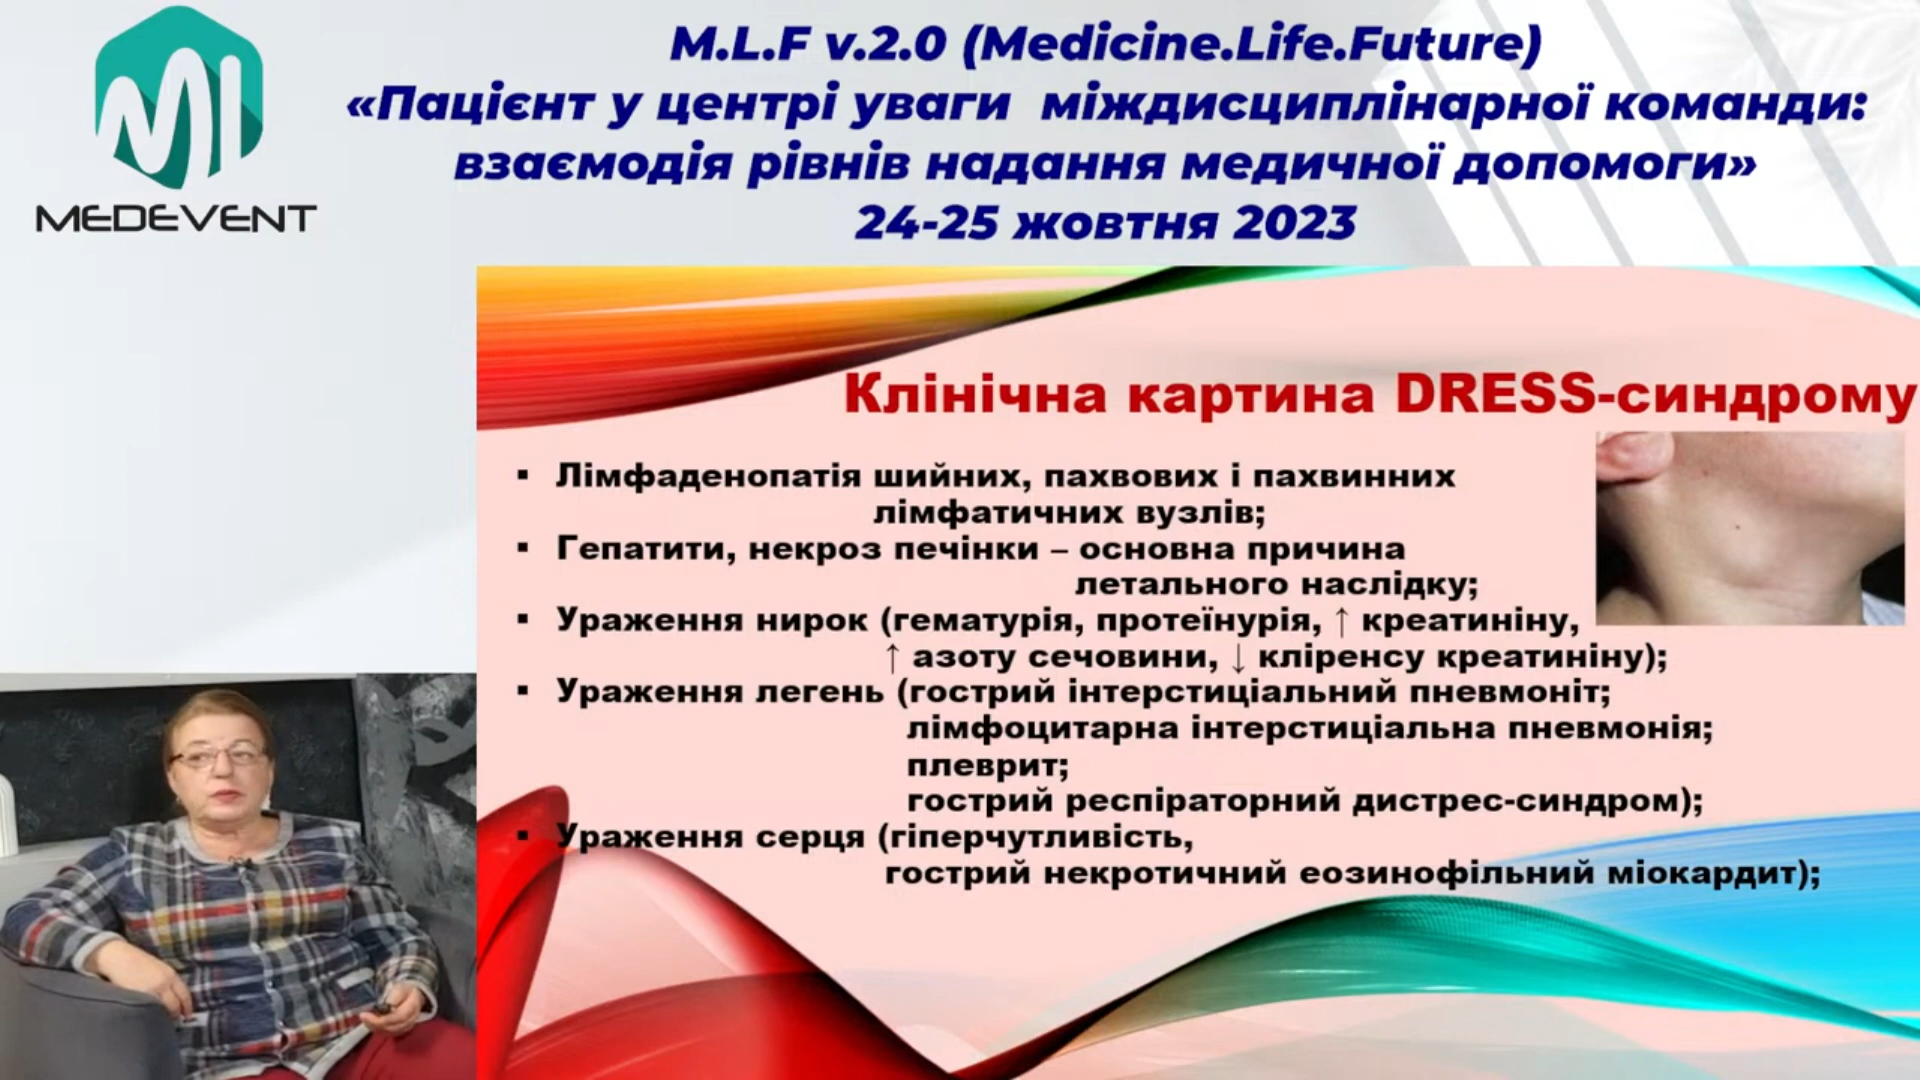 MEDEVENT
M.L.F v.2.0 (Medicine.Life.Future)
«Пацієнт у центрі уваги міждисциплінарної команди:
взаємодія рівнів надання медичної допомоги»
24-25 жовтня 2023
Клінічна картина DRESS-синдрому
▪ Лімфаденопатія шийних, пахвових і пахвинних
лімфатичних вузлів;
▪ Гепатити, некроз печінки – основна причина
летального наслідку;
▪ Ураження нирок (гематурія, протеїнурія, ↑ креатиніну,
↑ азоту сечовини, ↓ кліренсу креатиніну);
▪ Ураження легень (гострий інтерстиціальний пневмоніт;
лімфоцитарна інтерстиціальна пневмонія;
плеврит;
гострий респіраторний дистрес-синдром);
▪ Ураження серця (гіперчутливість,
гострий некротичний еозинофільний міокардит);